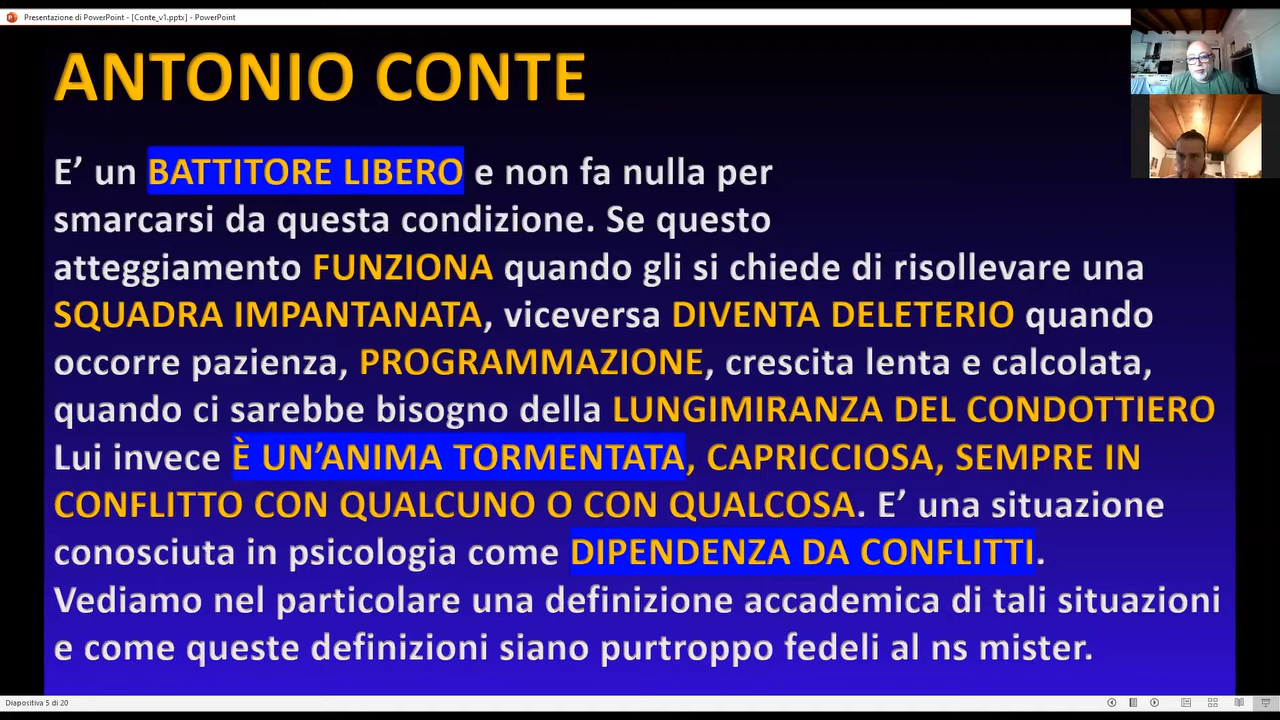 Presentazione di PowerPoint - [Conte_v1.pptx] - PowerPoint
ANTONIO CONTE
E’ un BATTITORE LIBERO e non fa nulla per
smarcarsi da questa condizione. Se questo
atteggiamento FUNZIONA quando gli si chiede di risollevare una
SQUADRA IMPANTANATA, viceversa DIVENTA DELETERIO quando
occorre pazienza, PROGRAMMAZIONE, crescita lenta e calcolata,
quando ci sarebbe bisogno della LUNGIMIRANZA DEL CONDOTTIERO
Lui invece È UN’ANIMA TORMENTATA, CAPRICCIOSA, SEMPRE IN
CONFLITTO CON QUALCUNO O CON QUALCOSA. E’ una situazione
conosciuta in psicologia come DIPENDENZA DA CONFLITTI.
Vediamo nel particolare una definizione accademica di tali situazioni
e come queste definizioni siano purtroppo fedeli al ns mister.
Diapositiva 5 di 20